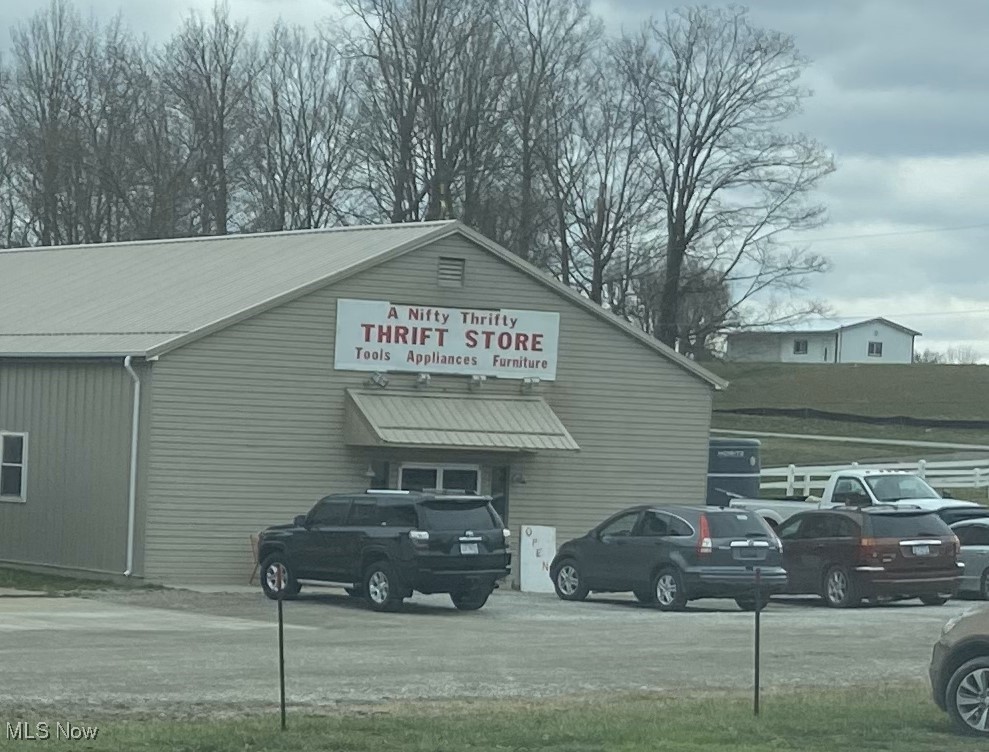 A Nifty Thrifty
THRIFT STORE
Tools Appliances Furniture
OPEN
MLS Now